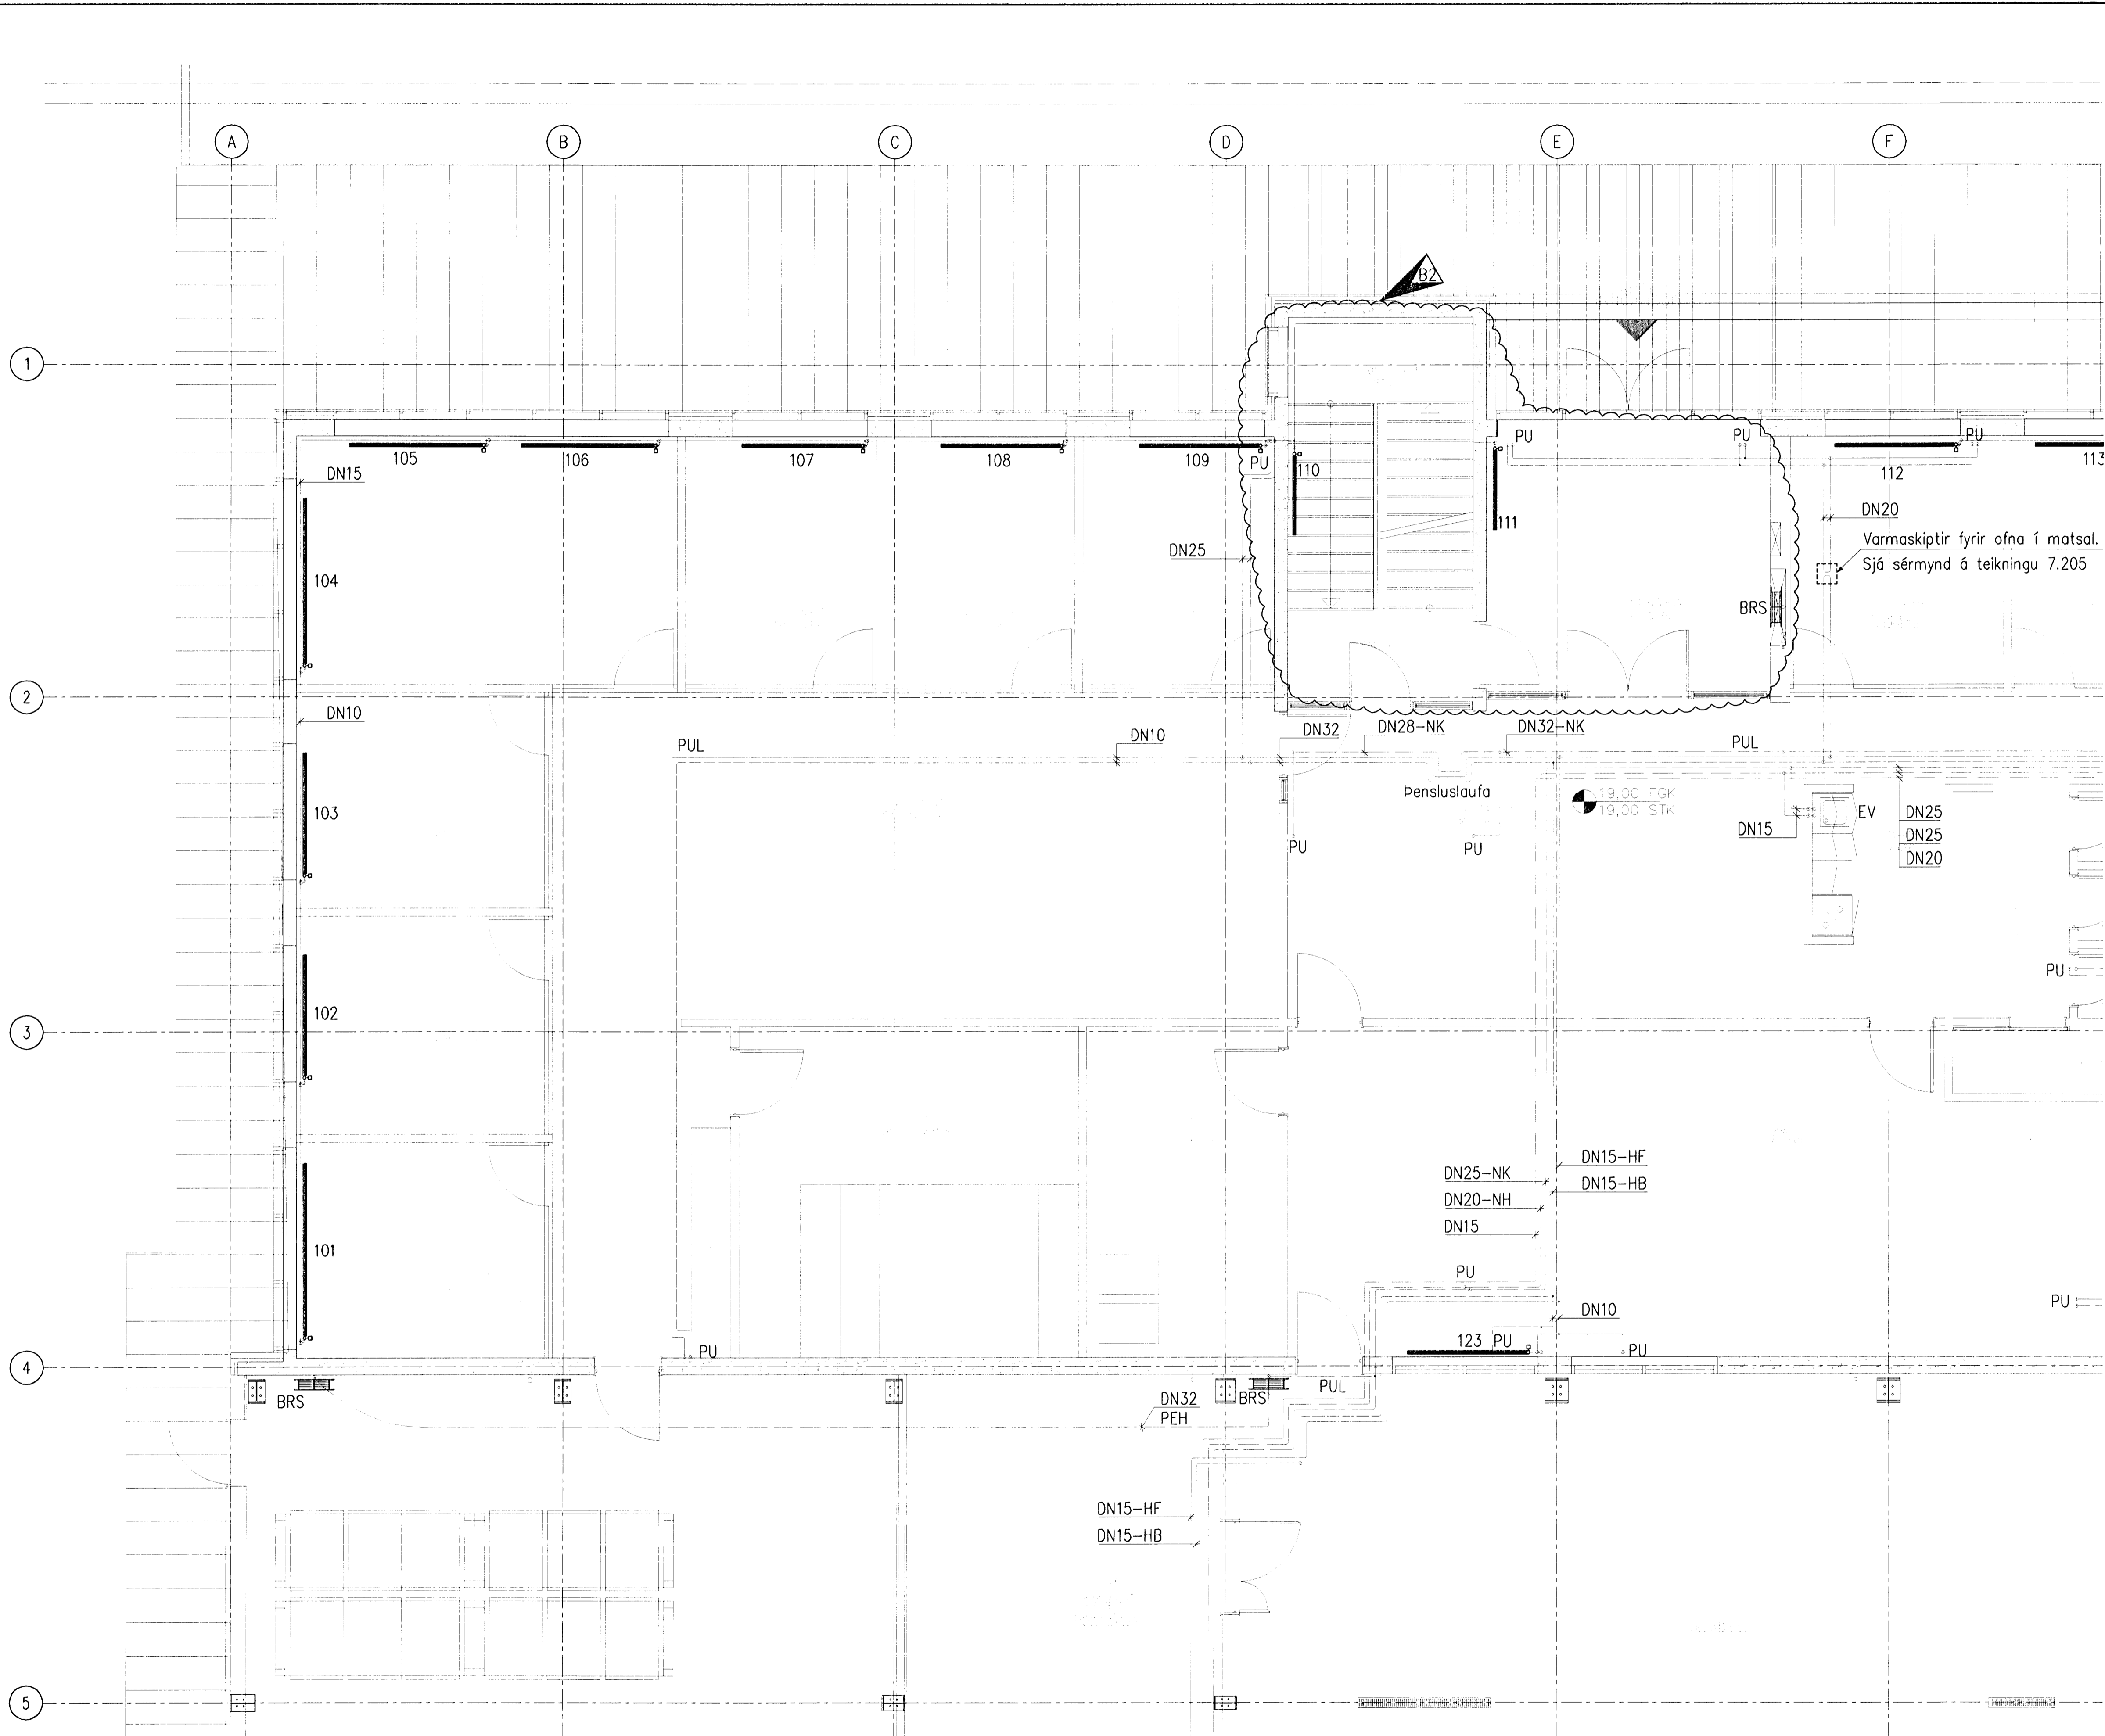 A
B
C
D
E
F
B2
1
PU
PU
PU
105
106
107
108
109
PU
110
111
112
113
DN15
DN20
Varmaskiptir fyrir ofna í matsal.
Sjá sérmynd á teikningu 7.205
DN25
104
BRS
2
DN10
PUL
DN10
DN32
DN28-NK
DN32-NK
PUL
Þensluslaufa
19,00 FGK
19,00 STK
103
EV
DN25
DN15
DN25
DN20
PU
PU
PU
102
3
DN15-HF
DN25-NK
DN15-HB
DN20-NH
DN15
101
PU
PU
DN10
123
PU
PU
PU
4
PUL
BRS
DN32
PEH
BRS
DN15-HF
DN15-HB
5